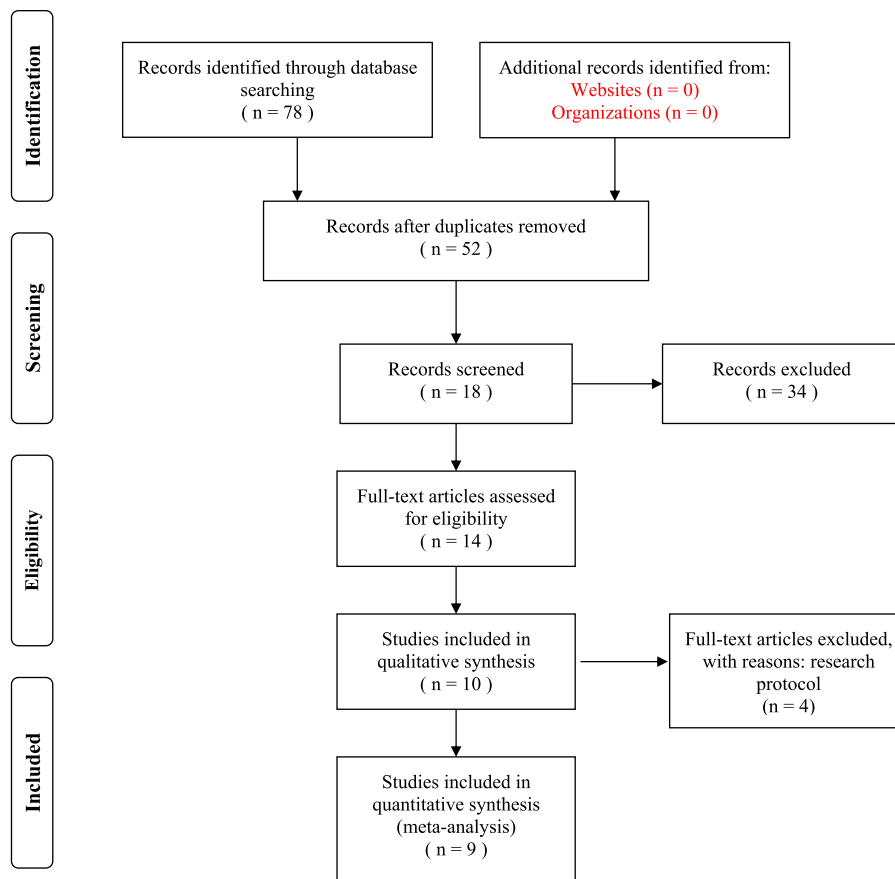 Identification
Records identified through database
searching
( n = 78 )
Additional records identified from:
Websites (n = 0)
Organizations (n = 0)
Records after duplicates removed
( n = 52 )
Screening
Records screened
( n = 18 )
Records excluded
( n = 34 )
Eligibility
Full-text articles assessed
for eligibility
( n = 14 )
Studies included in
qualitative synthesis
( n = 10 )
Full-text articles excluded,
with reasons: research
protocol
(n = 4)
Included
Studies included in
quantitative synthesis
(meta-analysis)
( n = 9 )